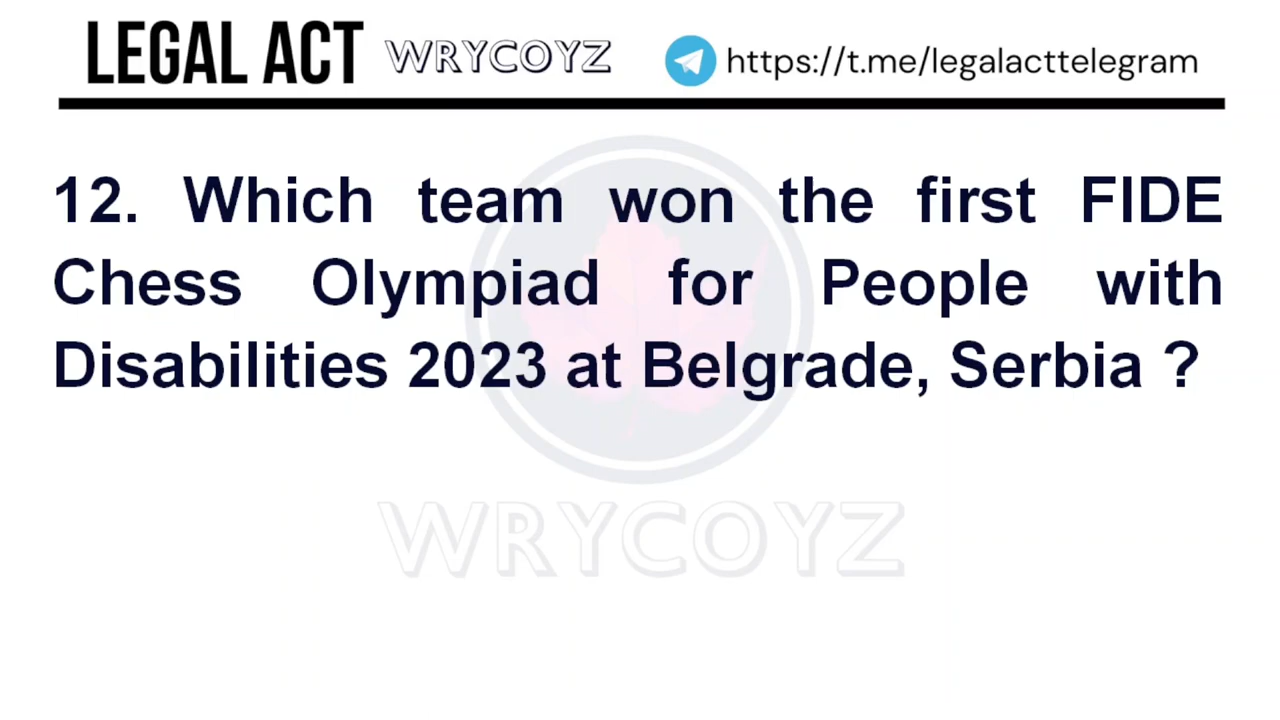 LEGAL ACT WRYCOYZ https://t.me/legalacttelegram
12. Which team won the first FIDE
Chess Olympiad for People with
Disabilities 2023 at Belgrade, Serbia ?
WRYCOYZ